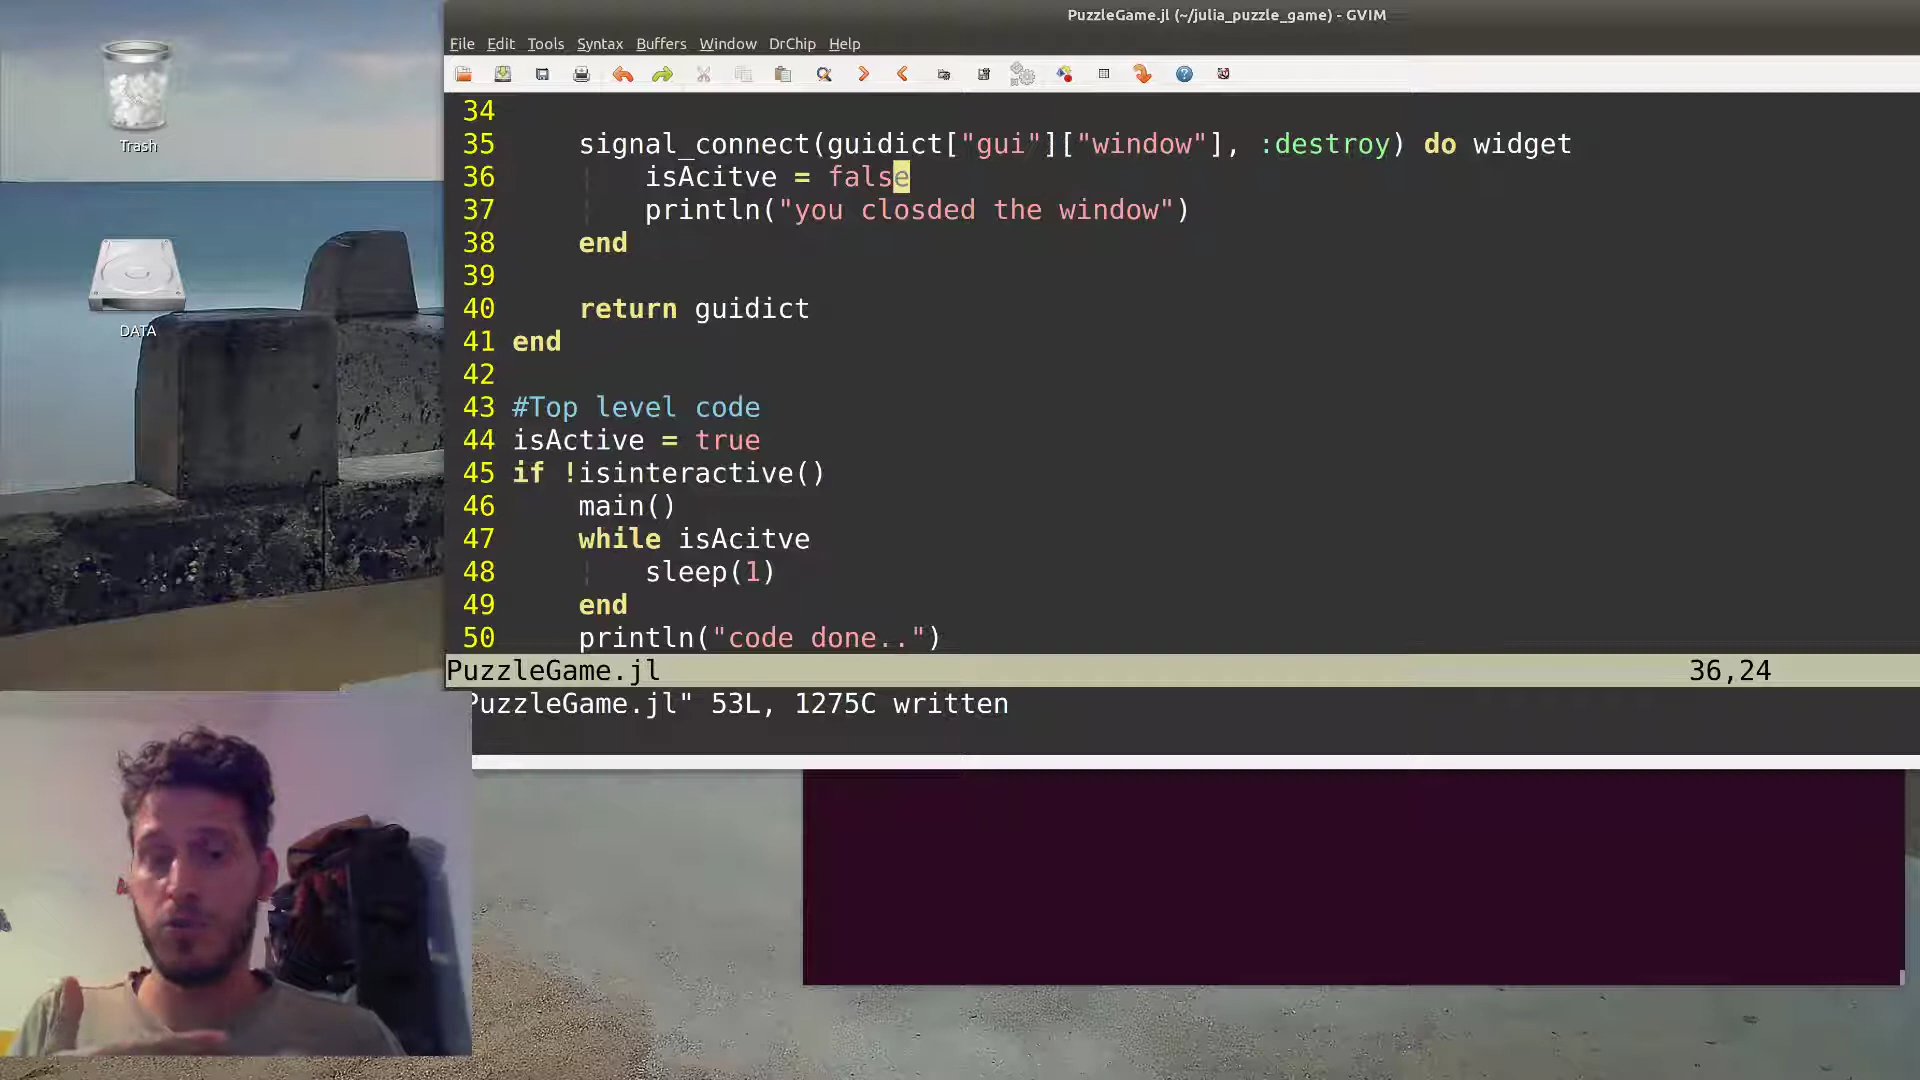 PuzzleGame.jl (~/julia_puzzle_game) - GVIM
File Edit Tools Syntax Buffers Window DrChip Help
Trash
DATA
34
35 signal_connect(guidict["gui"]["window"], :destroy) do widget
36 isAcitve = false
37 println("you closded the window")
38 end
39
40 return guidict
41 end
42
43 #Top level code
44 isActive = true
45 if !isinteractive()
46 main()
47 while isAcitve
48 sleep(1)
49 end
50 println("code done..")
PuzzleGame.jl 36,24
PuzzleGame.jl" 53L, 1275C written